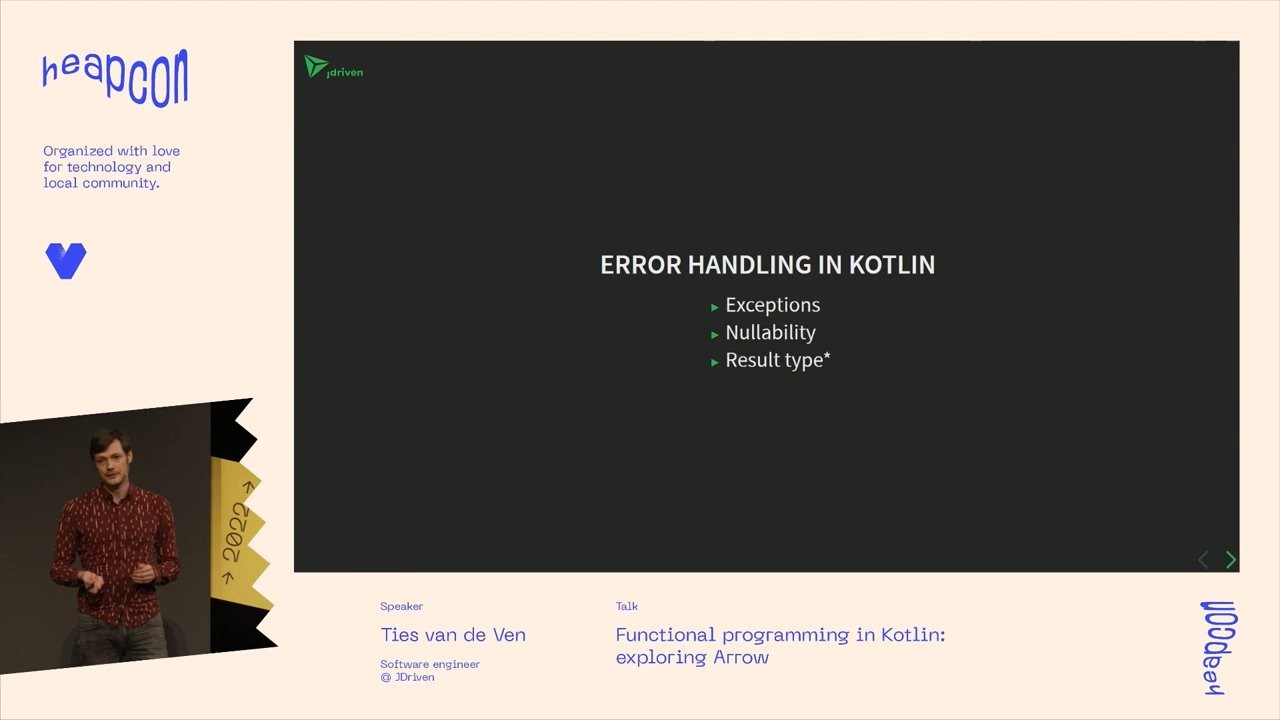 heapcon
Organized with love
for technology and
local community.
→ 2022 →
Jdriven
ERROR HANDLING IN KOTLIN
▸ Exceptions
▸ Nullability
▸ Result type*
Speaker
Ties van de Ven
Software engineer
@ JDriven
Talk
Functional programming in Kotlin:
exploring Arrow
heapcon